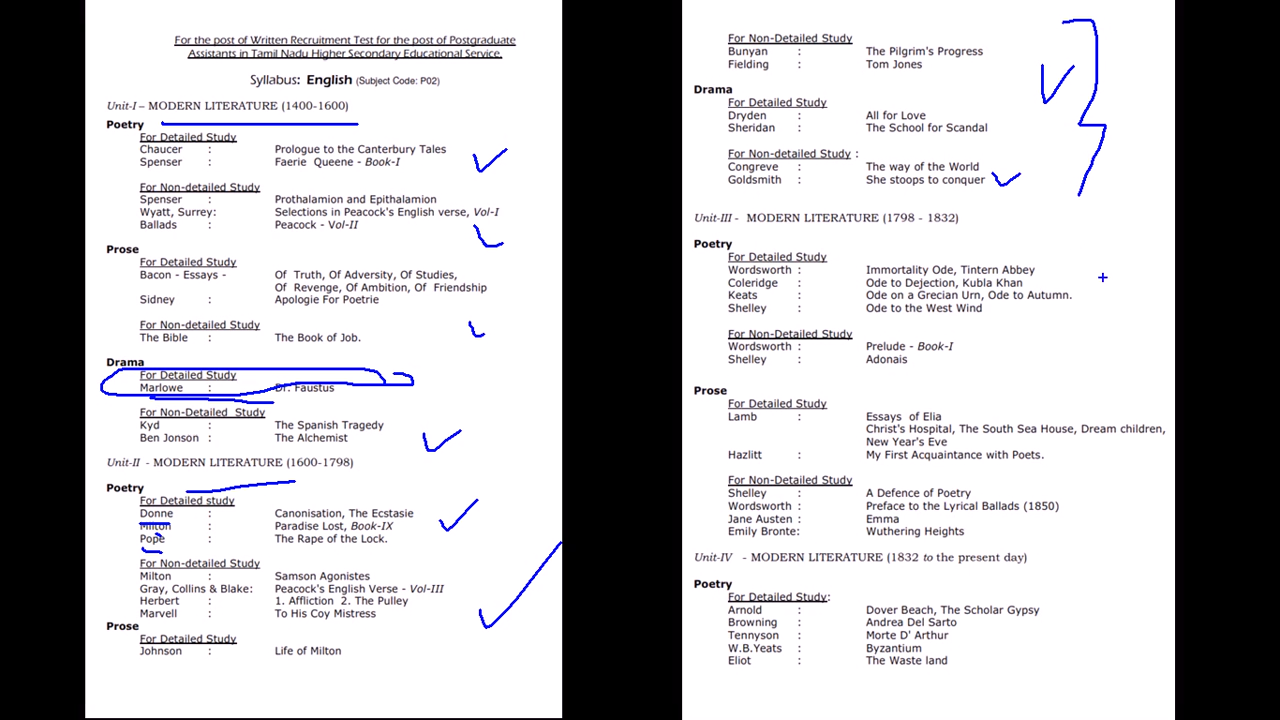 For the post of Written Recruitment Test for the post of Postgraduate
Assistants in Tamil Nadu Higher Secondary Educational Service.
Syllabus: English (Subject Code: P02)
Unit-I – MODERN LITERATURE (1400-1600)
Poetry
For Detailed Study
Chaucer : Prologue to the Canterbury Tales
Spenser : Faerie Queene - Book-I
For Non-detailed Study
Spenser : Prothalamion and Epithalamion
Wyatt, Surrey: Selections in Peacock's English verse, Vol-I
Ballads : Peacock - Vol-II
Prose
For Detailed Study
Bacon - Essays - Of Truth, Of Adversity, Of Studies,
Of Revenge, Of Ambition, Of Friendship
Sidney : Apologie For Poetrie
For Non-detailed Study
The Bible : The Book of Job.
Drama
For Detailed Study
Marlowe : Dr. Faustus
For Non-Detailed Study
Kyd : The Spanish Tragedy
Ben Jonson : The Alchemist
Unit-II - MODERN LITERATURE (1600-1798)
Poetry
For Detailed study
Donne : Canonisation, The Ecstasie
Milton : Paradise Lost, Book-IX
Pope : The Rape of the Lock.
For Non-detailed Study
Milton : Samson Agonistes
Gray, Collins & Blake: Peacock's English Verse - Vol-III
Herbert : 1. Affliction 2. The Pulley
Marvell : To His Coy Mistress
Prose
For Detailed Study
Johnson : Life of Milton
For Non-Detailed Study
Bunyan : The Pilgrim's Progress
Fielding : Tom Jones
Drama
For Detailed Study
Dryden : All for Love
Sheridan : The School for Scandal
For Non-detailed Study :
Congreve : The way of the World
Goldsmith : She stoops to conquer
Unit-III - MODERN LITERATURE (1798 - 1832)
Poetry
For Detailed Study
Wordsworth : Immortality Ode, Tintern Abbey
Coleridge : Ode to Dejection, Kubla Khan
Keats : Ode on a Grecian Urn, Ode to Autumn.
Shelley : Ode to the West Wind
For Non-Detailed Study
Wordsworth : Prelude - Book-I
Shelley : Adonais
Prose
For Detailed Study
Lamb : Essays of Elia
Christ's Hospital, The South Sea House, Dream children,
New Year's Eve
Hazlitt : My First Acquaintance with Poets.
For Non-Detailed Study
Shelley : A Defence of Poetry
Wordsworth : Preface to the Lyrical Ballads (1850)
Jane Austen : Emma
Emily Bronte: Wuthering Heights
Unit-IV - MODERN LITERATURE (1832 to the present day)
Poetry
For Detailed Study:
Arnold : Dover Beach, The Scholar Gypsy
Browning : Andrea Del Sarto
Tennyson : Morte D' Arthur
W.B.Yeats : Byzantium
Eliot : The Waste land